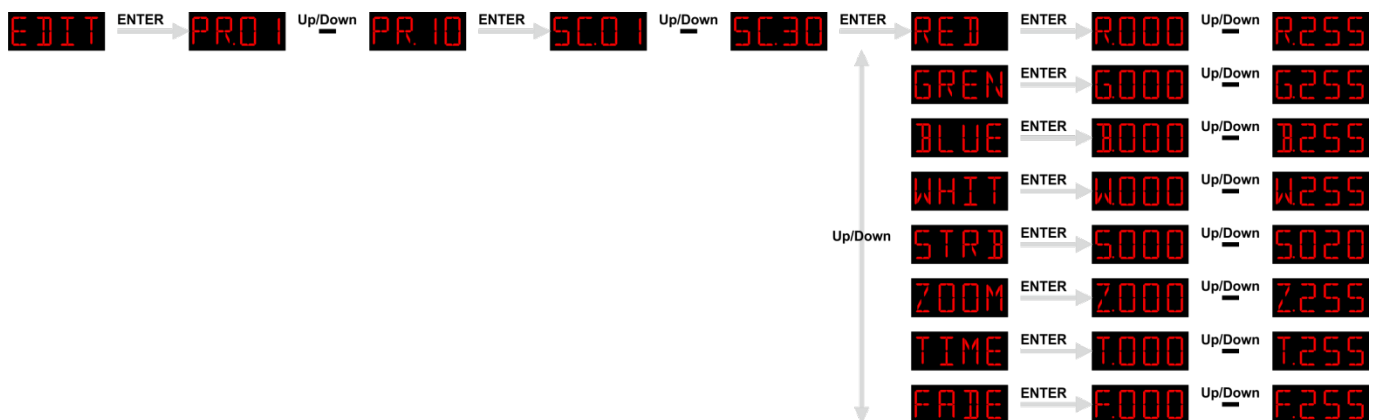 EDIT ENTER PR.01 Up/Down PR.10 ENTER SC.01 Up/Down SC.30 ENTER RED ENTER R.000 Up/Down R.255
GREN ENTER G.000 Up/Down G.255
BLUE ENTER B.000 Up/Down B.255
WHIT ENTER W.000 Up/Down W.255
Up/Down STRB ENTER S.000 Up/Down S.020
ZOOM ENTER Z.000 Up/Down Z.255
TIME ENTER T.000 Up/Down T.255
FADE ENTER F.000 Up/Down F.255